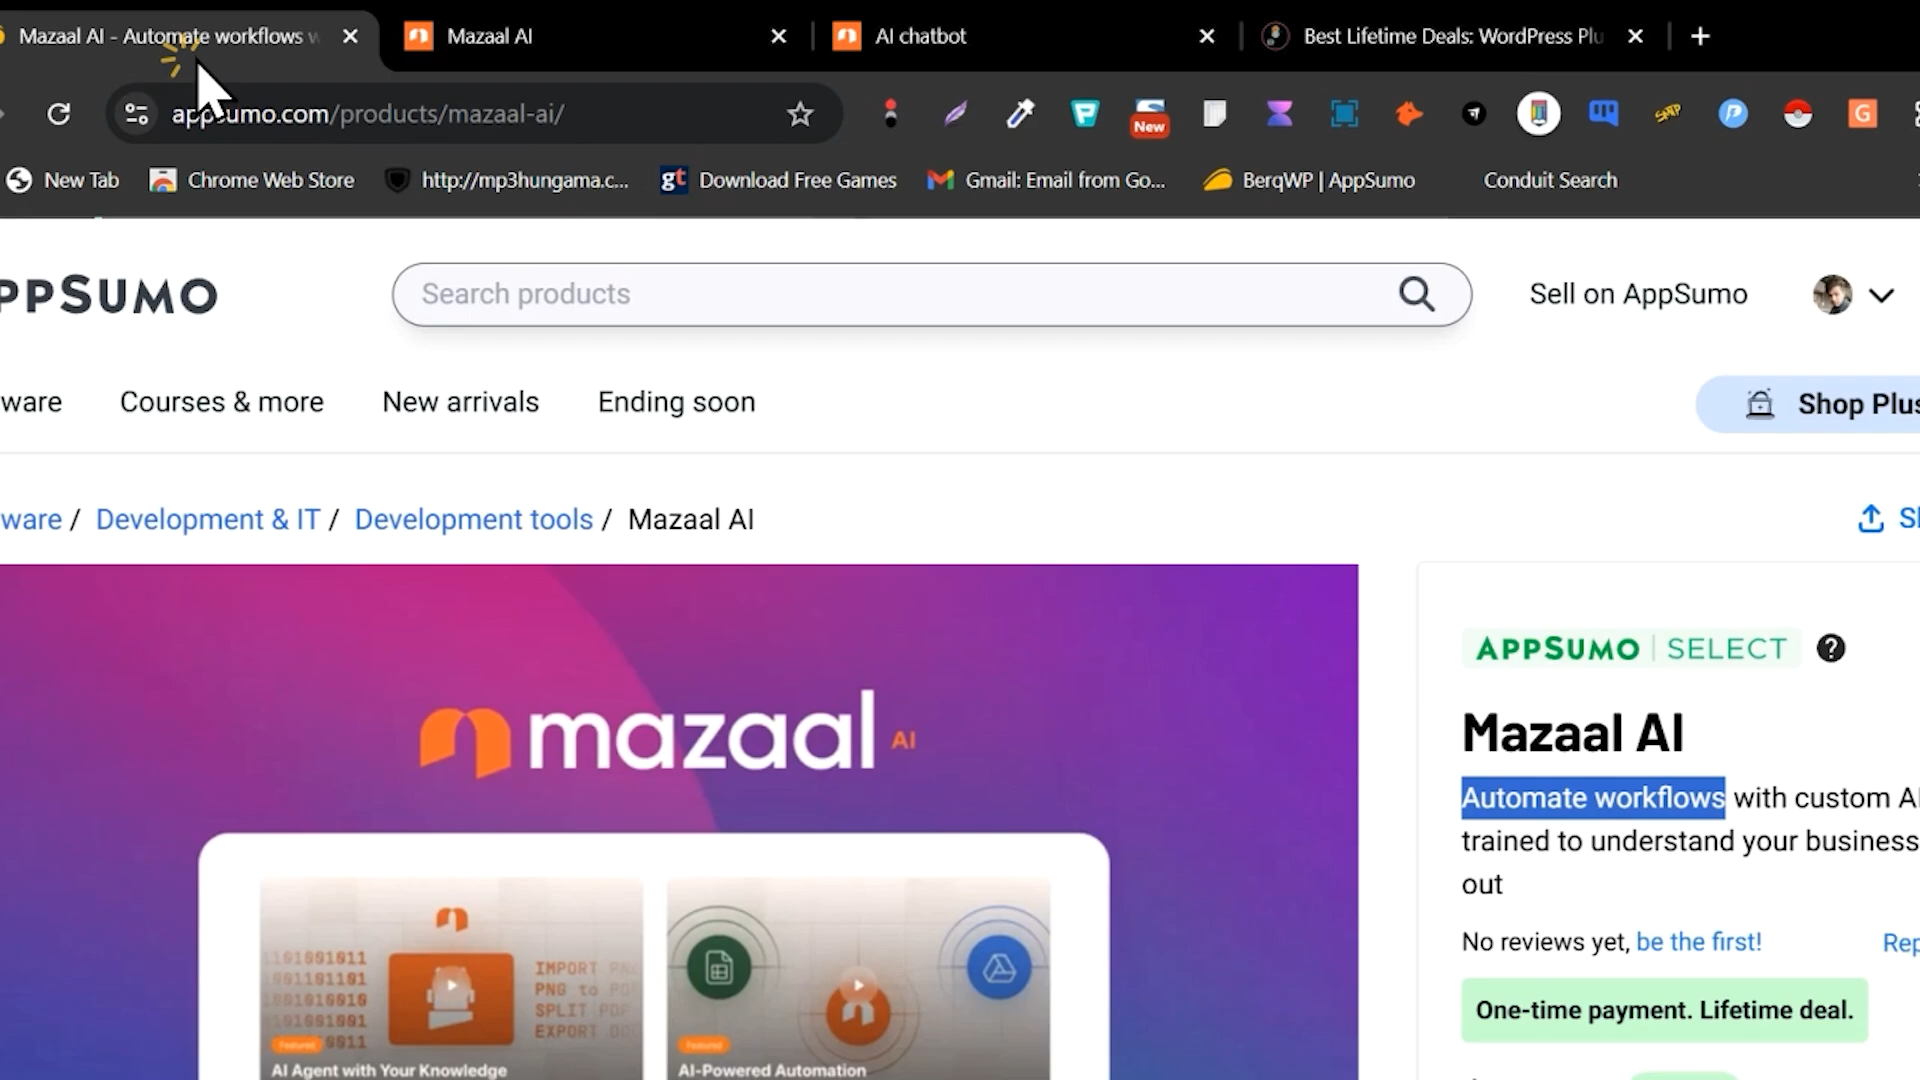 Mazaal AI - Automate workflows w
Mazaal AI
AI chatbot
Best Lifetime Deals: WordPress Plu
appsumo.com/products/mazaal-ai/
New
New Tab
Chrome Web Store
http://mp3hungama.c...
gt
Download Free Games
Gmail: Email from Go...
BerqWP | AppSumo
Conduit Search
PPSUMO
Search products
Sell on AppSumo
ware
Courses & more
New arrivals
Ending soon
Shop Plus
ware / Development & IT / Development tools / Mazaal AI
mazaal AI
IMPORT
PNG to
SPLIT PDF
Featured
AI Agent with Your Knowledge
Featured
AI-Powered Automation
APPSUMO | SELECT
Mazaal AI
Automate workflows with custom AI
trained to understand your business
out
No reviews yet, be the first!
Rep
One-time payment. Lifetime deal.